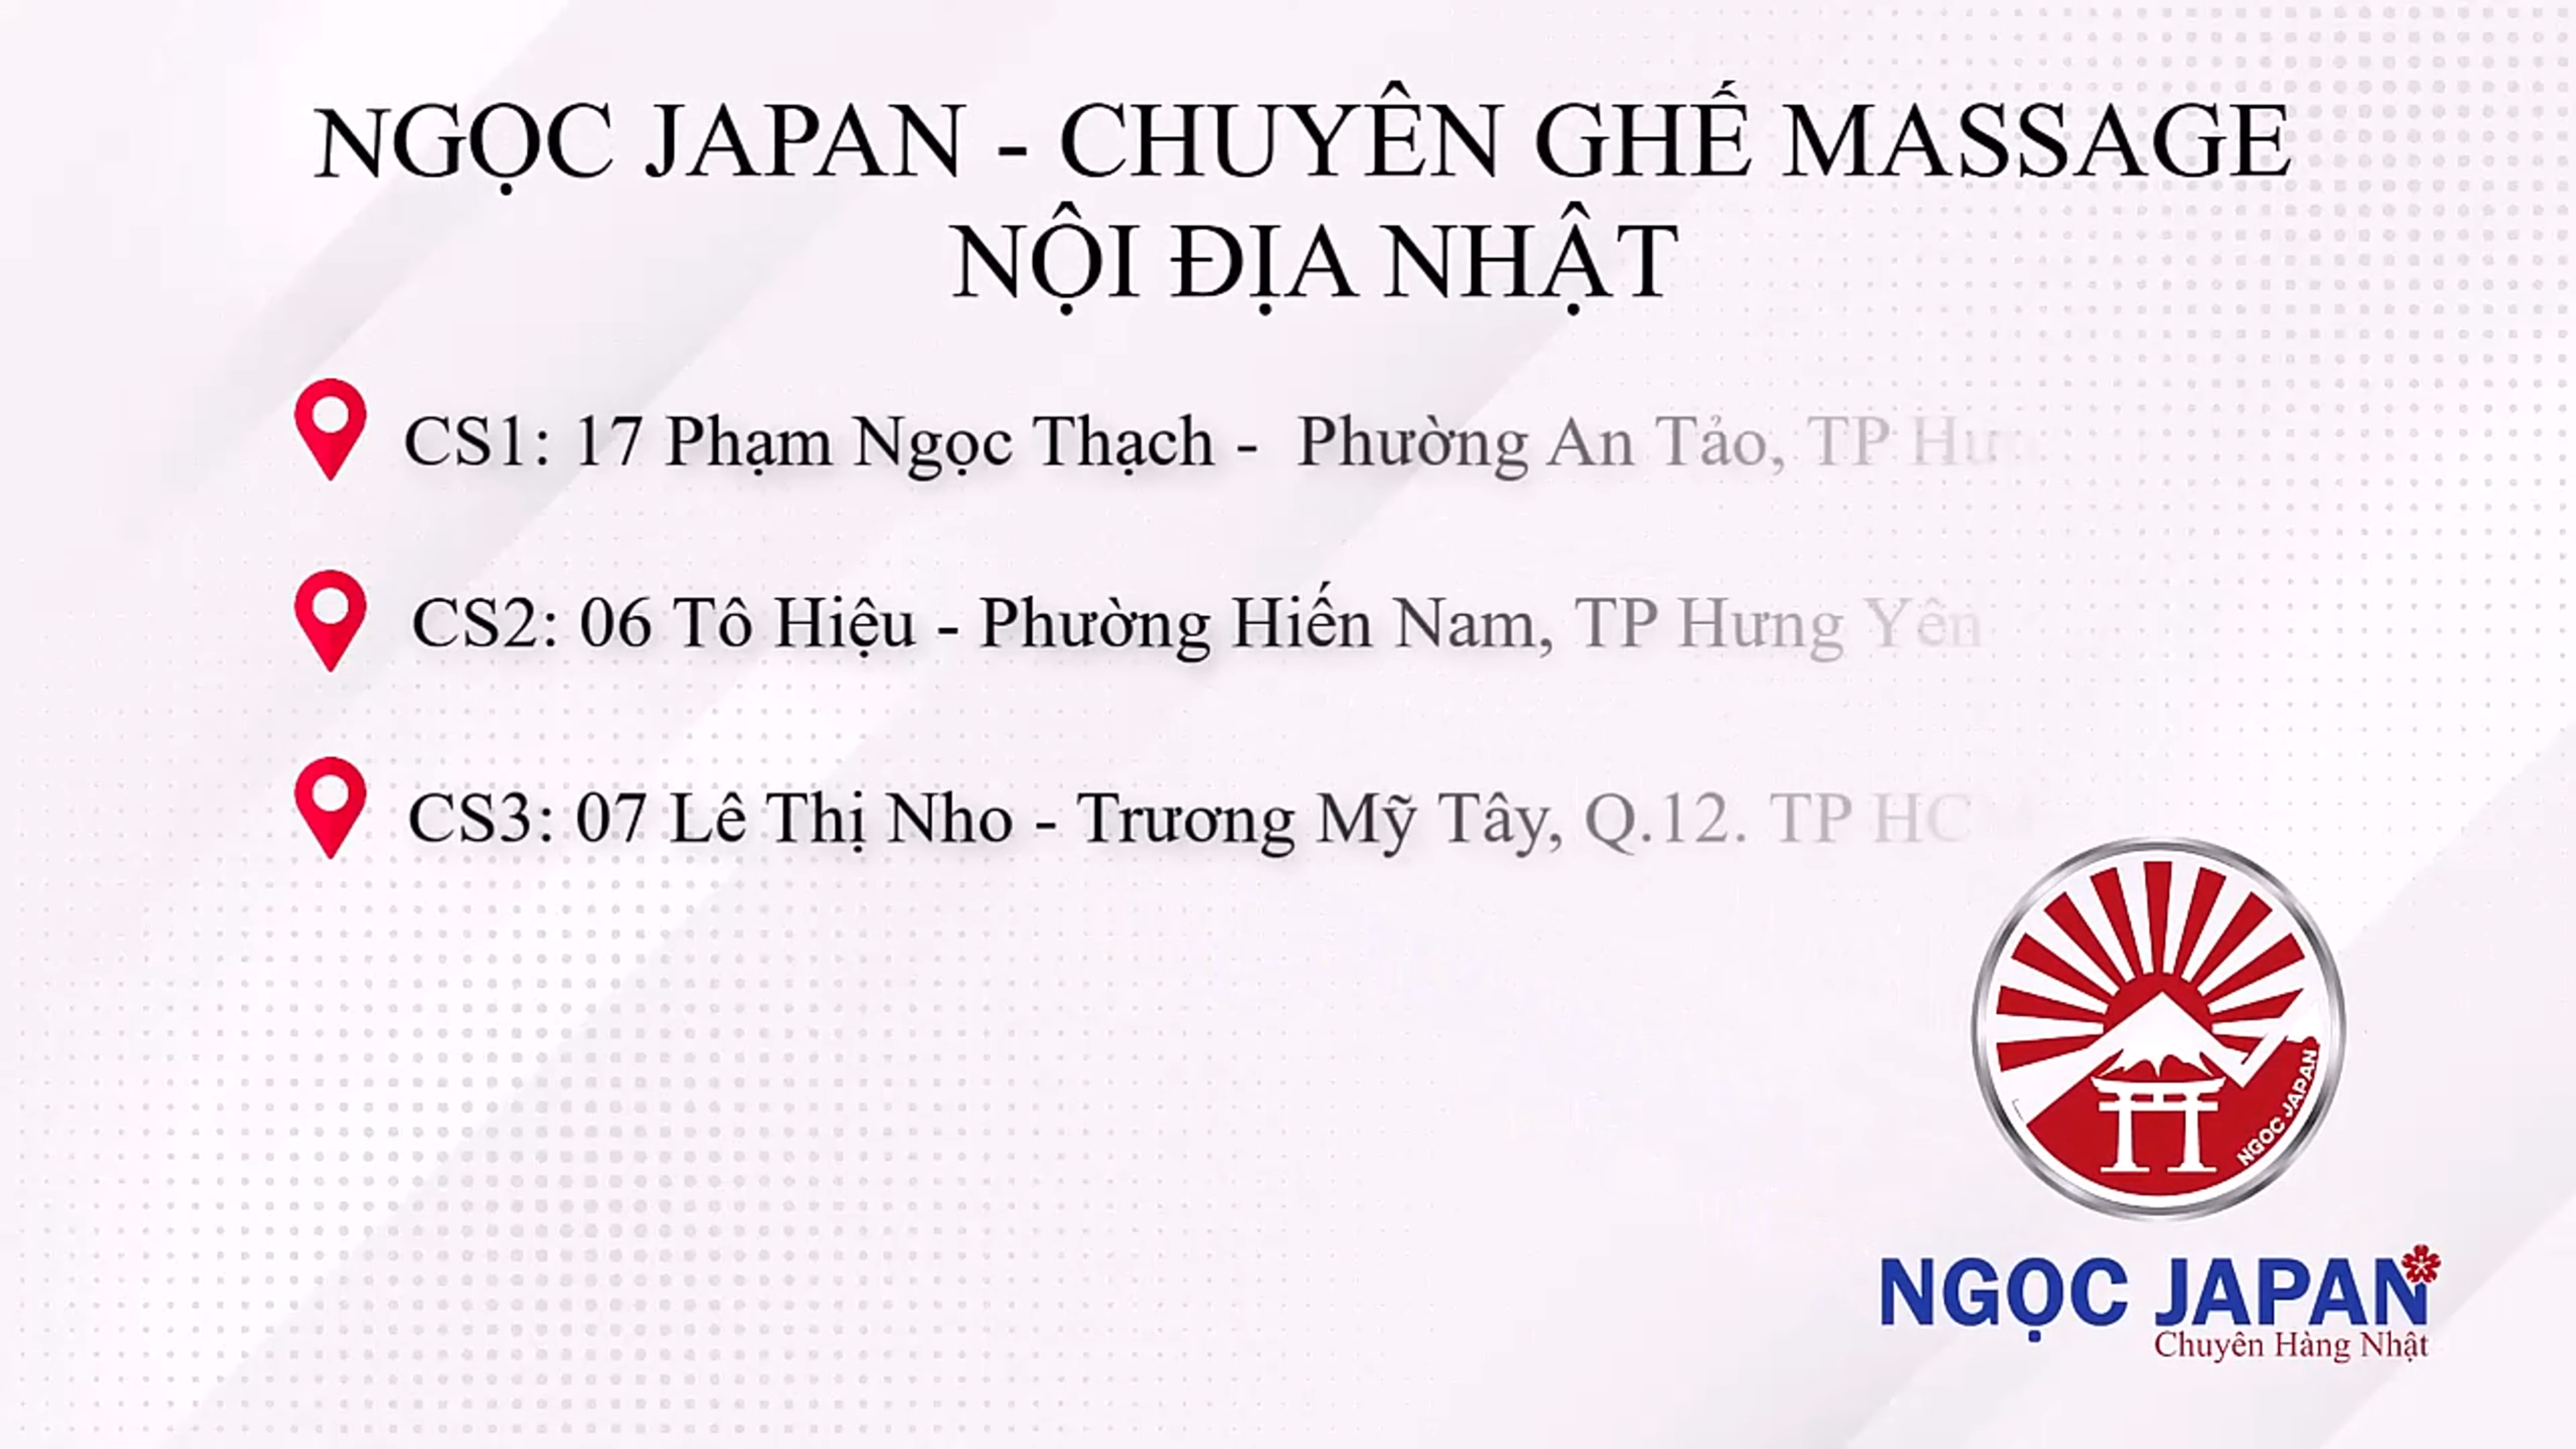 NGỌC JAPAN - CHUYÊN GHẾ MASSAGE
NỘI ĐỊA NHẬT
CS1: 17 Phạm Ngọc Thạch - Phường An Tảo, TP
CS2: 06 Tô Hiệu - Phường Hiến Nam, TP Hưng Yên
CS3: 07 Lê Thị Nho - Trương Mỹ Tây, Q.12. TP
NGOC JAPAN
NGỌC JAPAN
Chuyên Hàng Nhật